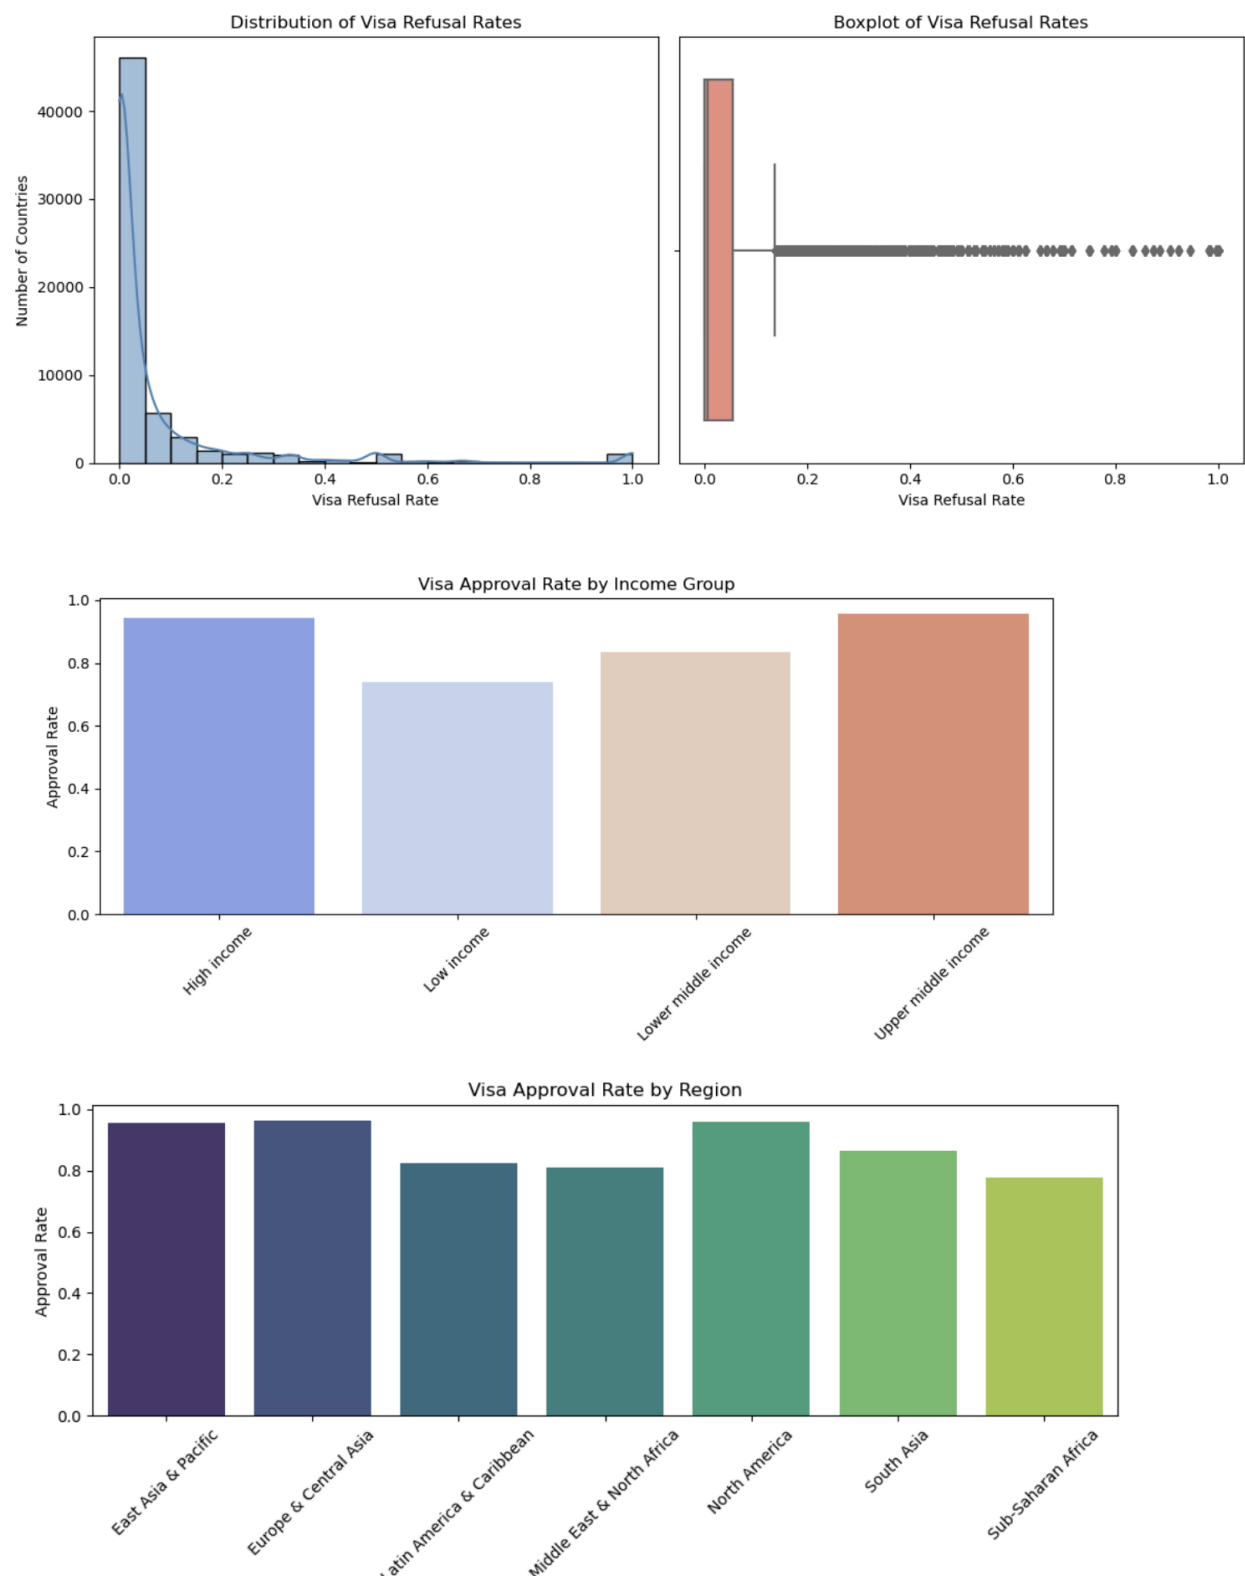 Distribution of Visa Refusal Rates
Number of Countries
40000
30000
20000
10000
0
0.0 0.2 0.4 0.6 0.8 1.0
Visa Refusal Rate
Boxplot of Visa Refusal Rates
0.0 0.2 0.4 0.6 0.8 1.0
Visa Refusal Rate
Visa Approval Rate by Income Group
Approval Rate
1.0
0.8
0.6
0.4
0.2
0.0
High income
Low income
Lower middle income
Upper middle income
Visa Approval Rate by Region
Approval Rate
1.0
0.8
0.6
0.4
0.2
0.0
East Asia & Pacific
Europe & Central Asia
Latin America & Caribbean
Middle East & North Africa
North America
South Asia
Sub-Saharan Africa